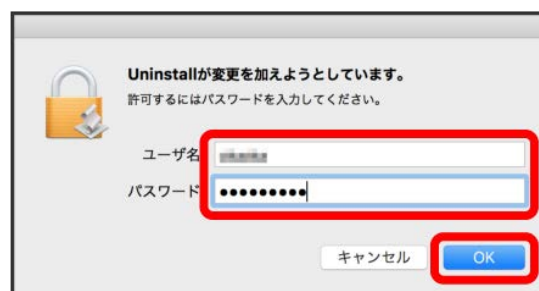 Uninstallが変更を加えようとしています。
許可するにはパスワードを入力してください。
ユーザ名
パスワード ●●●●●●●●●
キャンセル OK